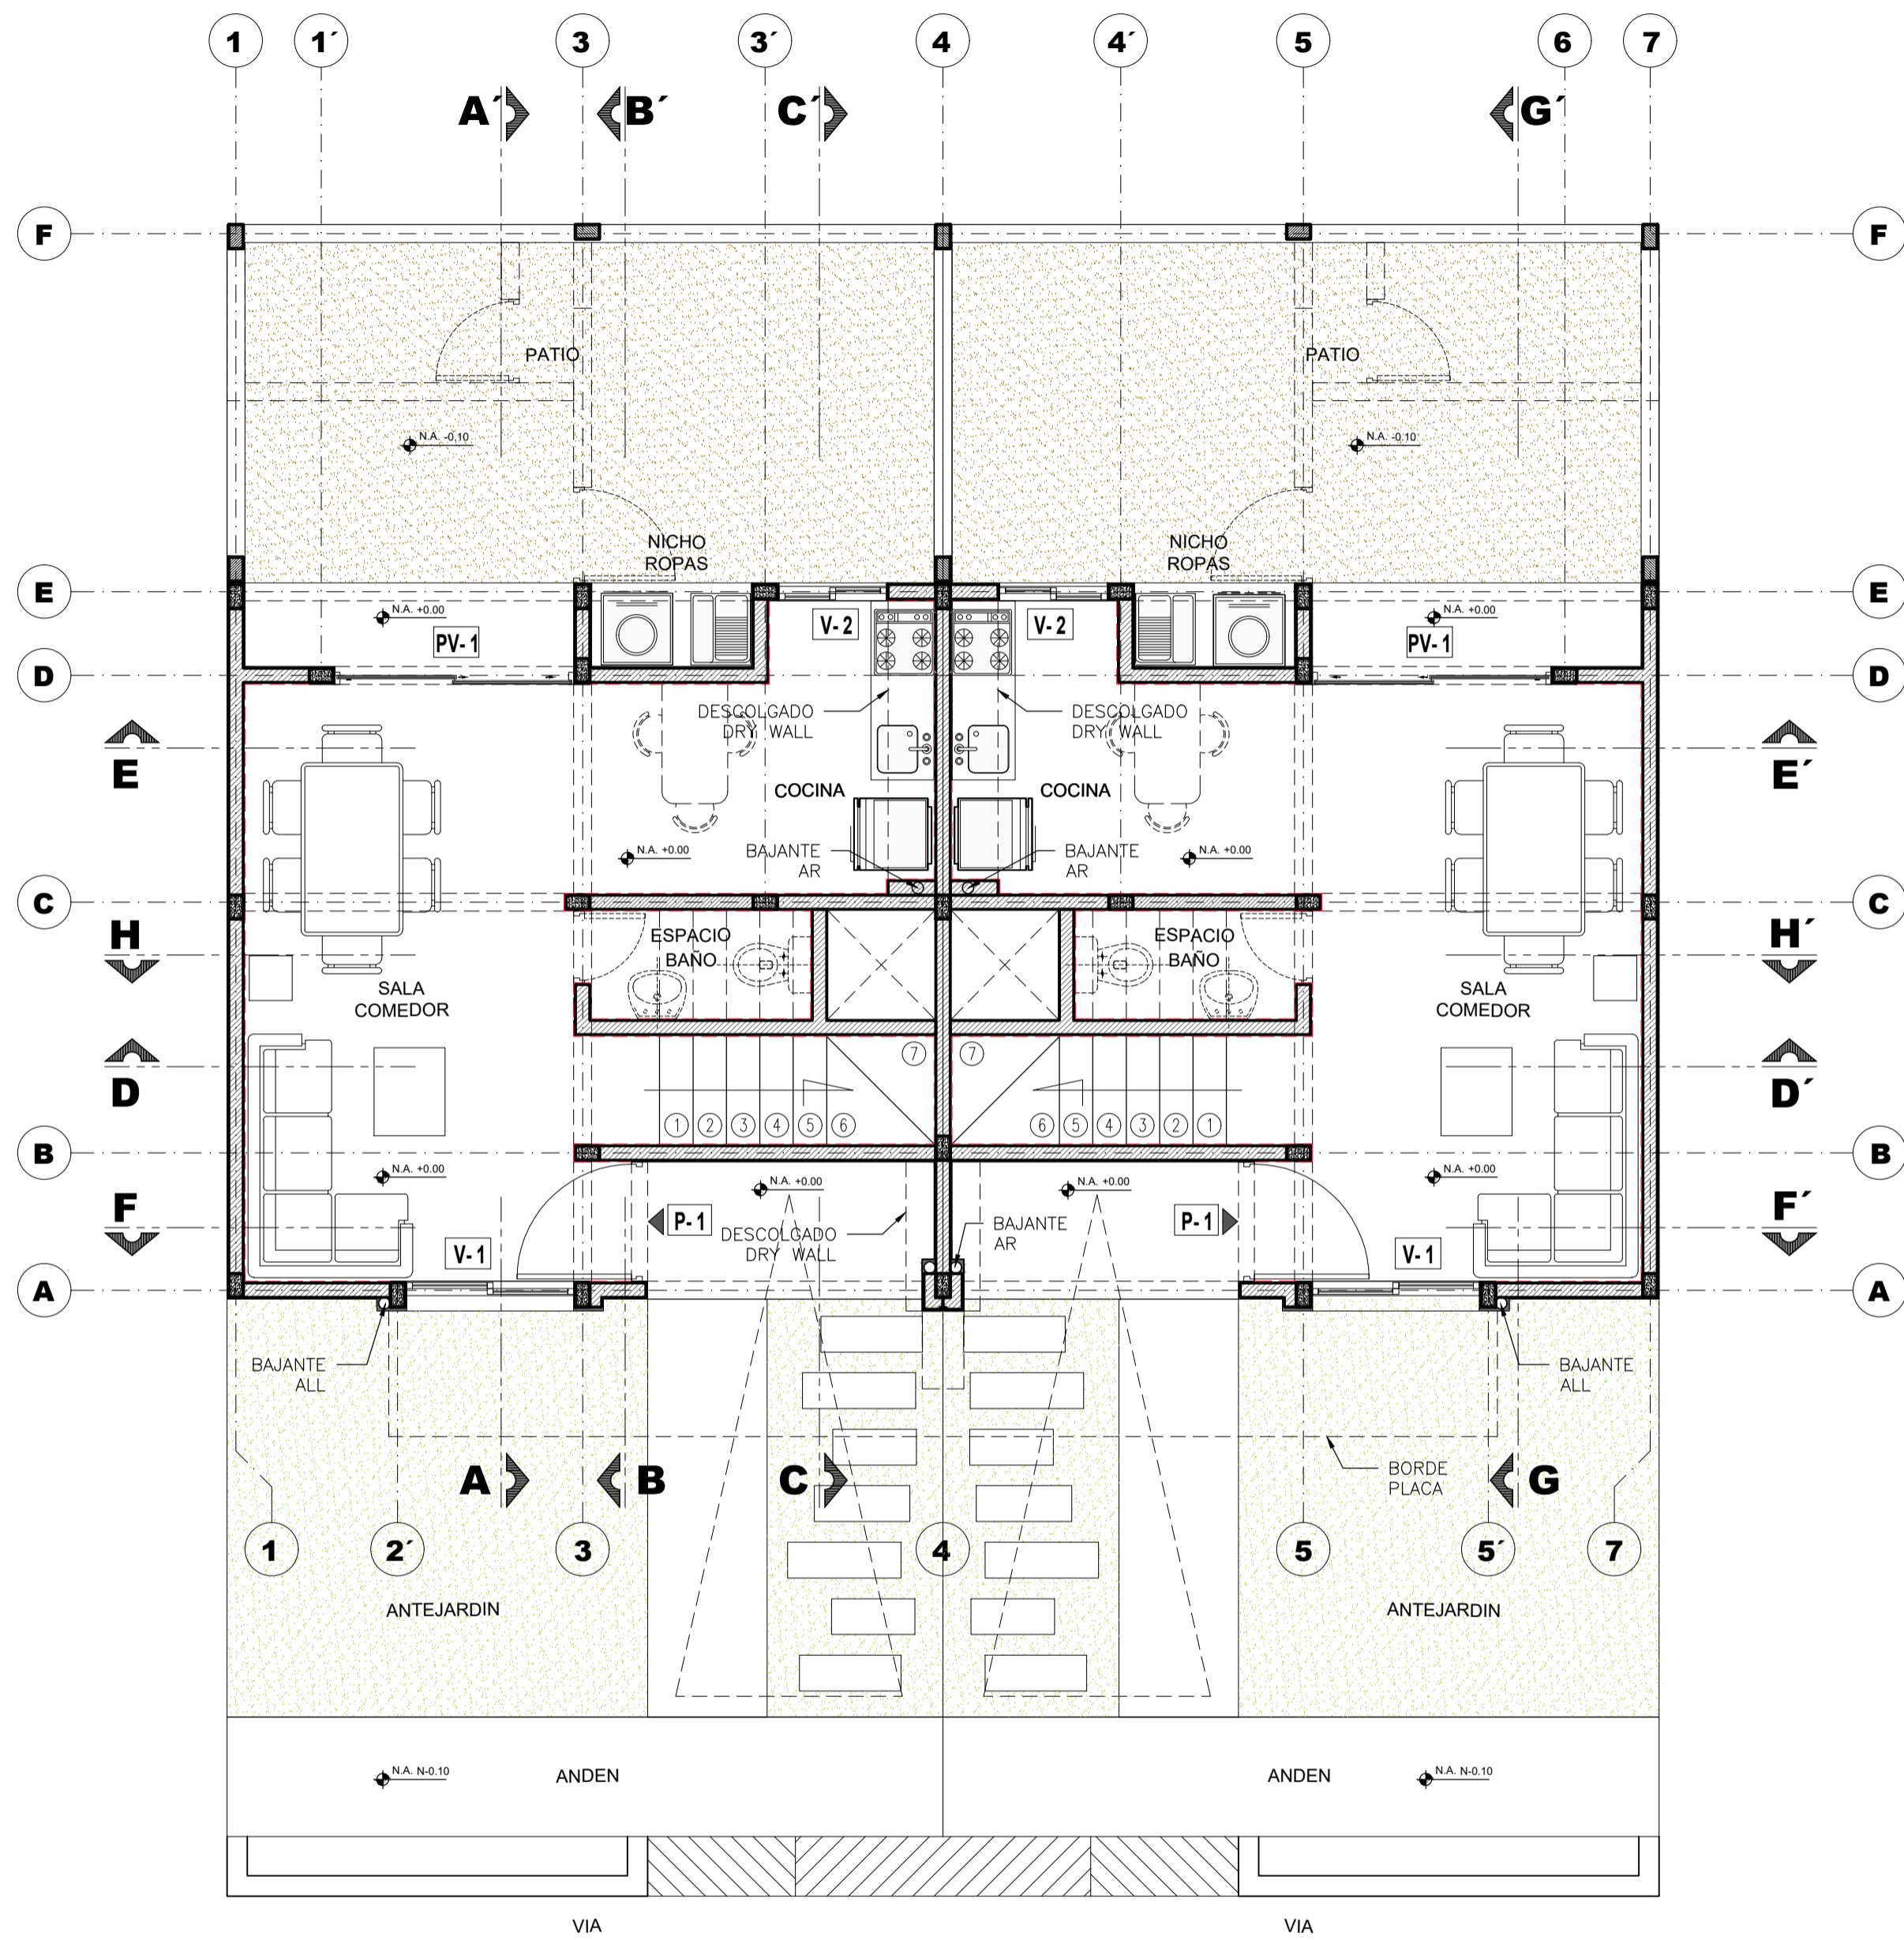 1 1´ 3 3´ 4 4´ 5 6 7
A´ B´ C´ G´
F F
PATIO PATIO
N.A. -0.10 N.A. -0.10
NICHO
ROPAS
NICHO
ROPAS
E E
N.A. +0.00 N.A. +0.00
V-2 V-2
PV-1 PV-1
D D
DESCOLGADO
DRY WALL
DESCOLGADO
DRY WALL
E E´
COCINA COCINA
BAJANTE
AR
BAJANTE
AR
N.A. +0.00 N.A. +0.00
C C
H H´
ESPACIO
BAÑO
ESPACIO
BAÑO
SALA
COMEDOR
SALA
COMEDOR
7 7
D D´
1 2 3 4 5 6 6 5 4 3 2 1
B B
N.A. +0.00 N.A. +0.00 N.A. +0.00 N.A. +0.00
F F´
P-1 P-1
DESCOLGADO
DRY WALL
BAJANTE
AR
V-1 V-1
A A
BAJANTE
ALL
BAJANTE
ALL
BORDE
PLACA
A B C G
1 2´ 3 4 5 5´ 7
ANTEJARDIN ANTEJARDIN
N.A. N-0.10 ANDEN ANDEN N.A. N-0.10
VIA VIA